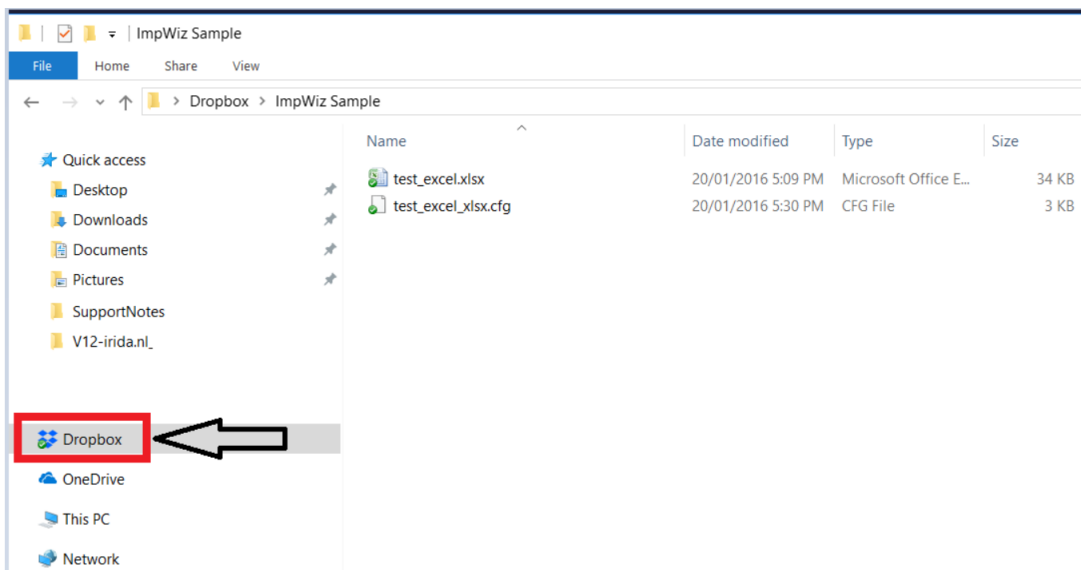 ImpWiz Sample
File Home Share View
Dropbox > ImpWiz Sample
Name Date modified Type Size
Quick access
test_excel.xlsx 20/01/2016 5:09 PM Microsoft Office E... 34 KB
Desktop
test_excel_xlsx.cfg 20/01/2016 5:30 PM CFG File 3 KB
Downloads
Documents
Pictures
SupportNotes
V12-irida.nl_
Dropbox
OneDrive
This PC
Network